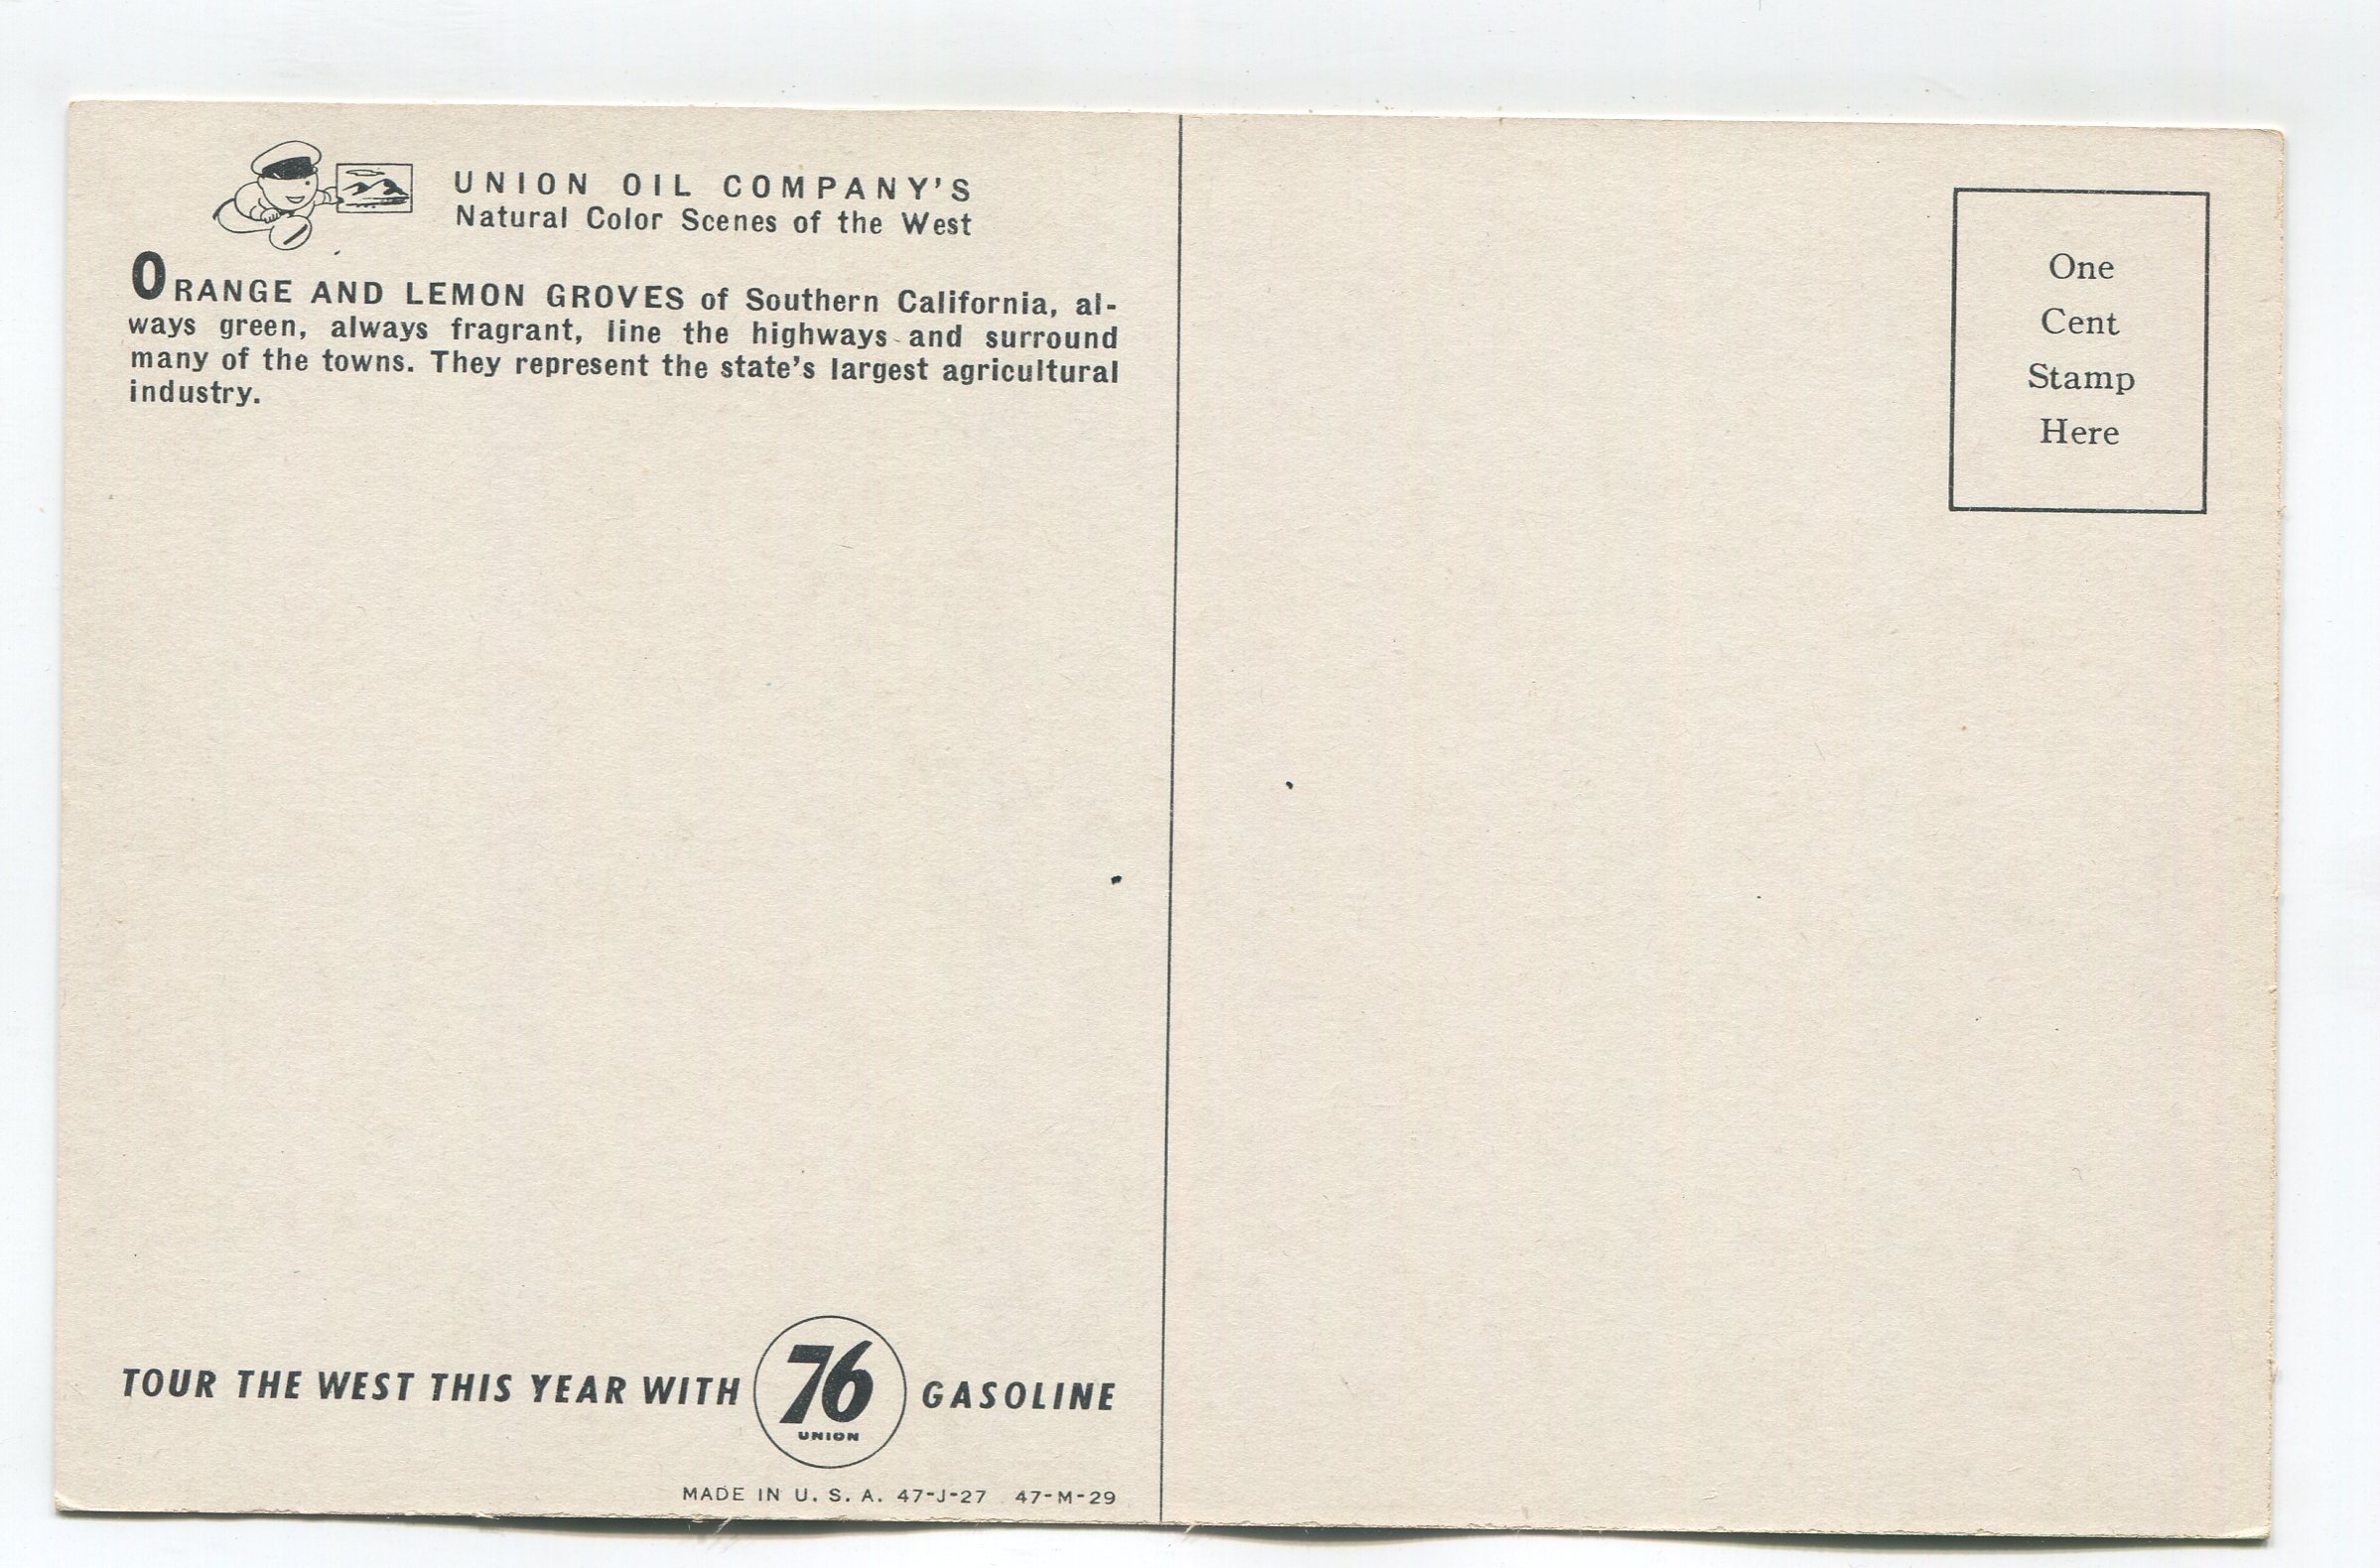 UNION OIL COMPANY'S
Natural Color Scenes of the West
ORANGE AND LEMON GROVES of Southern California, al-
ways green, always fragrant, line the highways and surround
many of the towns. They represent the state's largest agricultural
industry.
One
Cent
Stamp
Here
TOUR THE WEST THIS YEAR WITH 76 GASOLINE
UNION
MADE IN U. S. A. 47-J-27 47-M-29